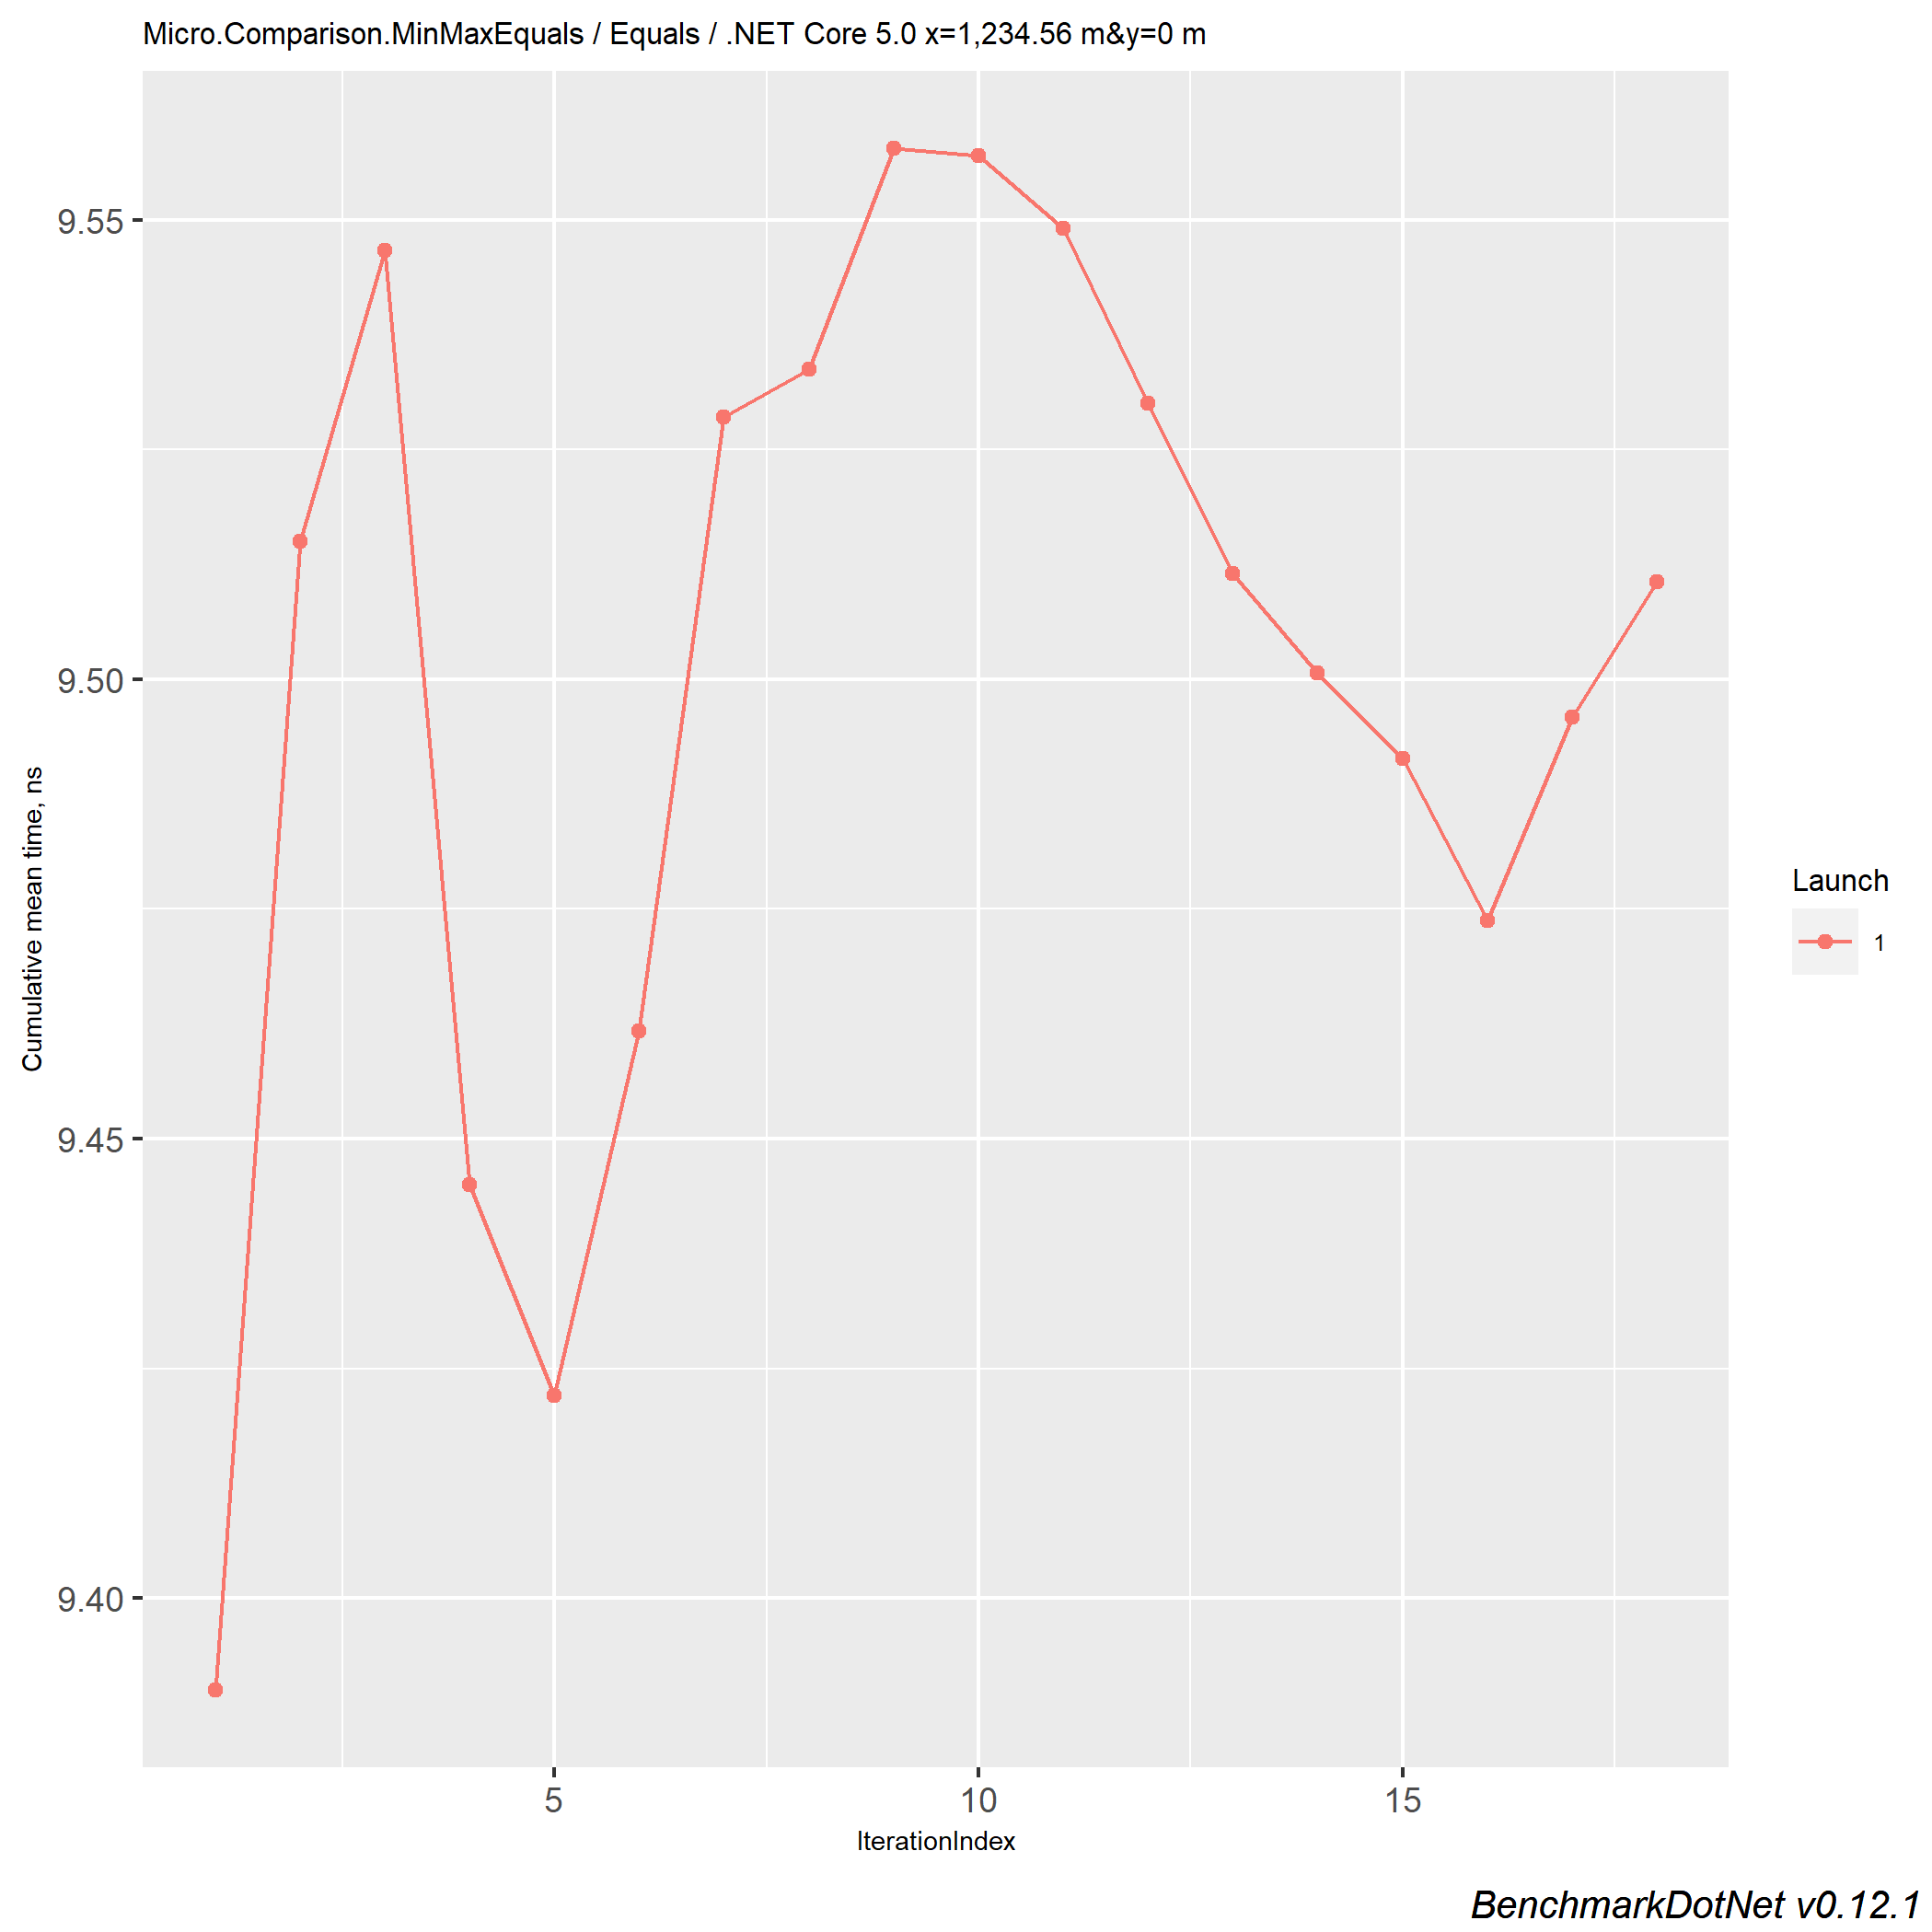 Micro.Comparison.MinMaxEquals / Equals / .NET Core 5.0 x=1,234.56 m&y=0 m
9.55
9.50
9.45
9.40
Cumulative mean time, ns
5 10 15
IterationIndex
Launch
1
BenchmarkDotNet v0.12.1